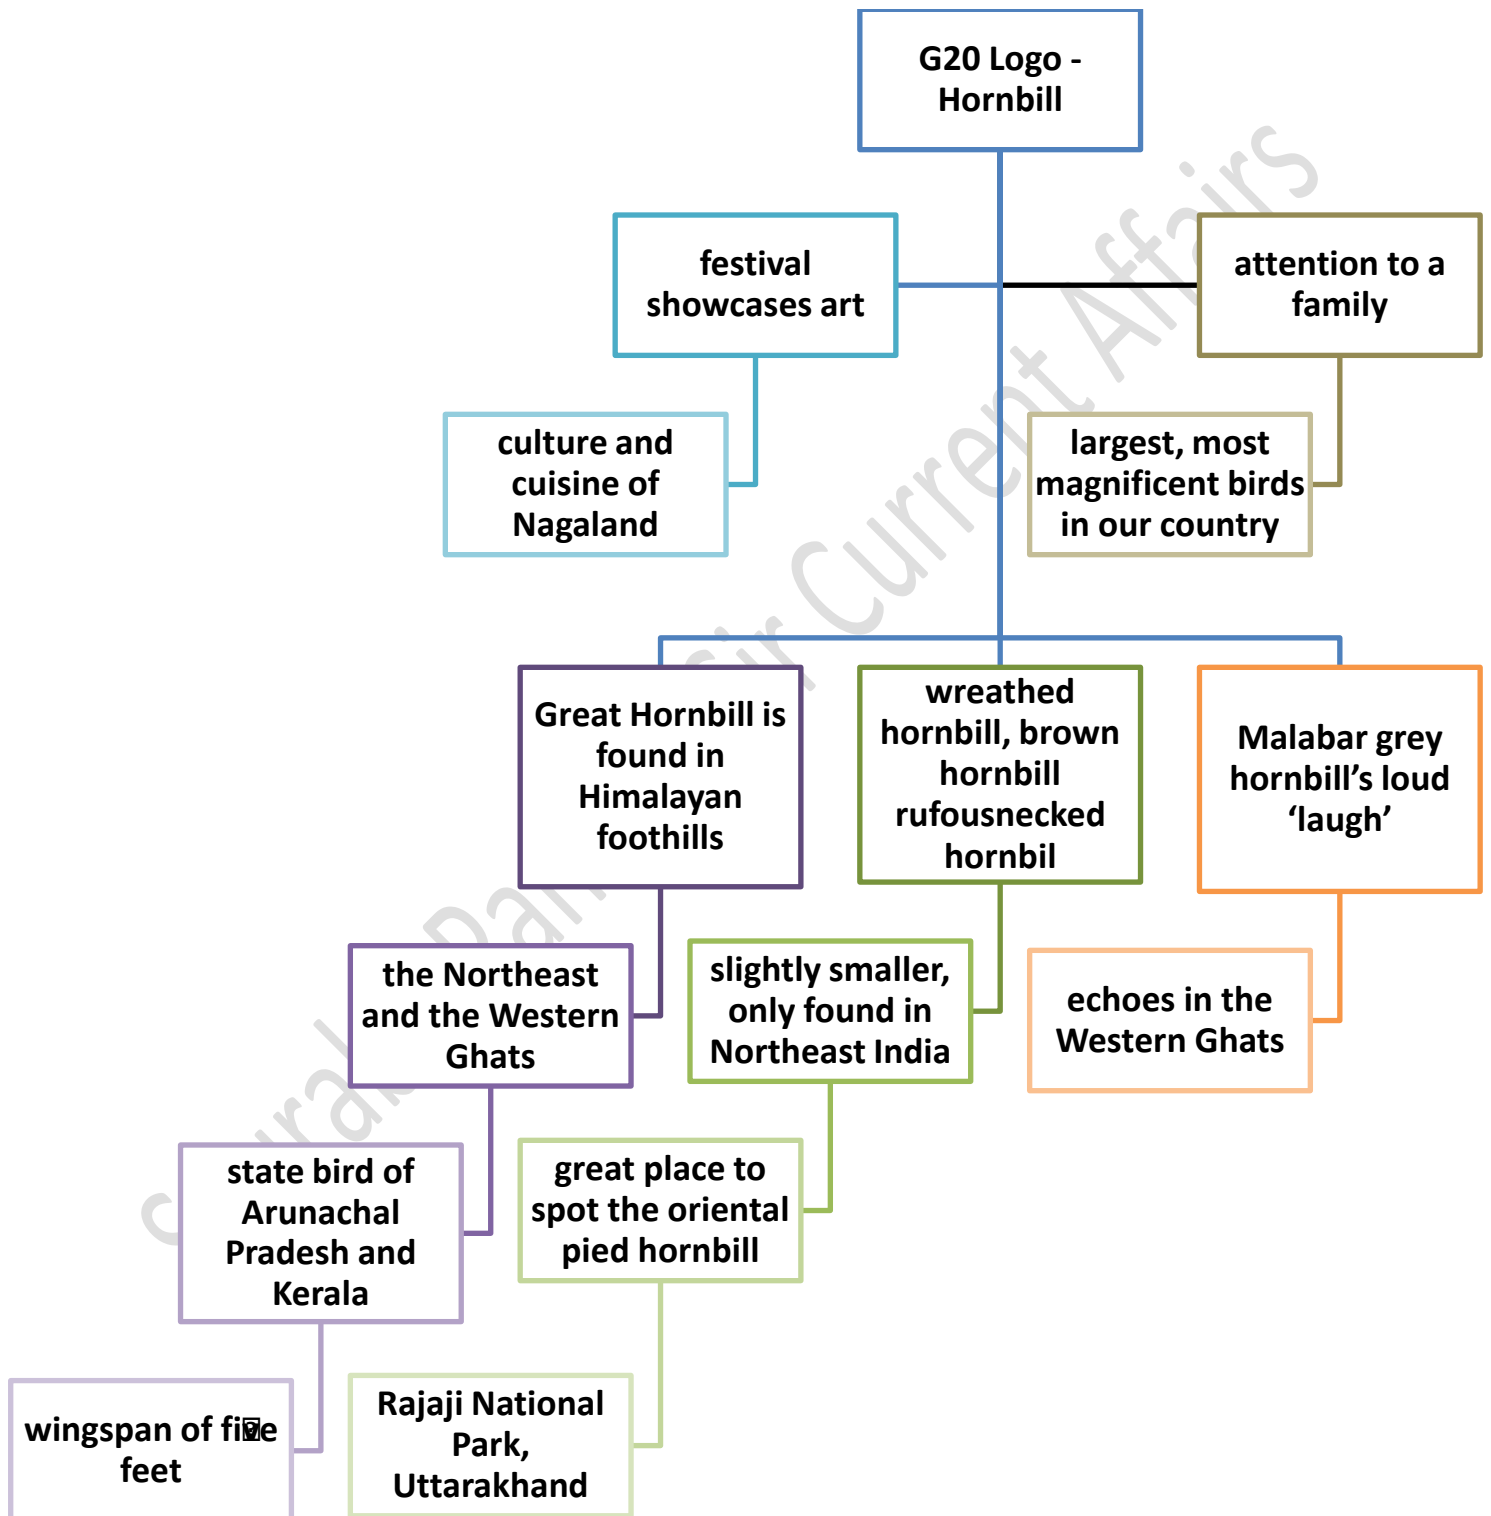 G20 Logo -
Hornbill
festival
showcases art
attention to a
family
culture and
cuisine of
Nagaland
largest, most
magnificent birds
in our country
Great Hornbill is
found in
Himalayan
foothills
wreathed
hornbill, brown
hornbill
rufousnecked
hornbil
Malabar grey
hornbill’s loud
‘laugh’
the Northeast
and the Western
Ghats
slightly smaller,
only found in
Northeast India
echoes in the
Western Ghats
state bird of
Arunachal
Pradesh and
Kerala
great place to
spot the oriental
pied hornbill
wingspan of
feet
Rajaji National
Park,
Uttarakhand
Sir Current Affairs